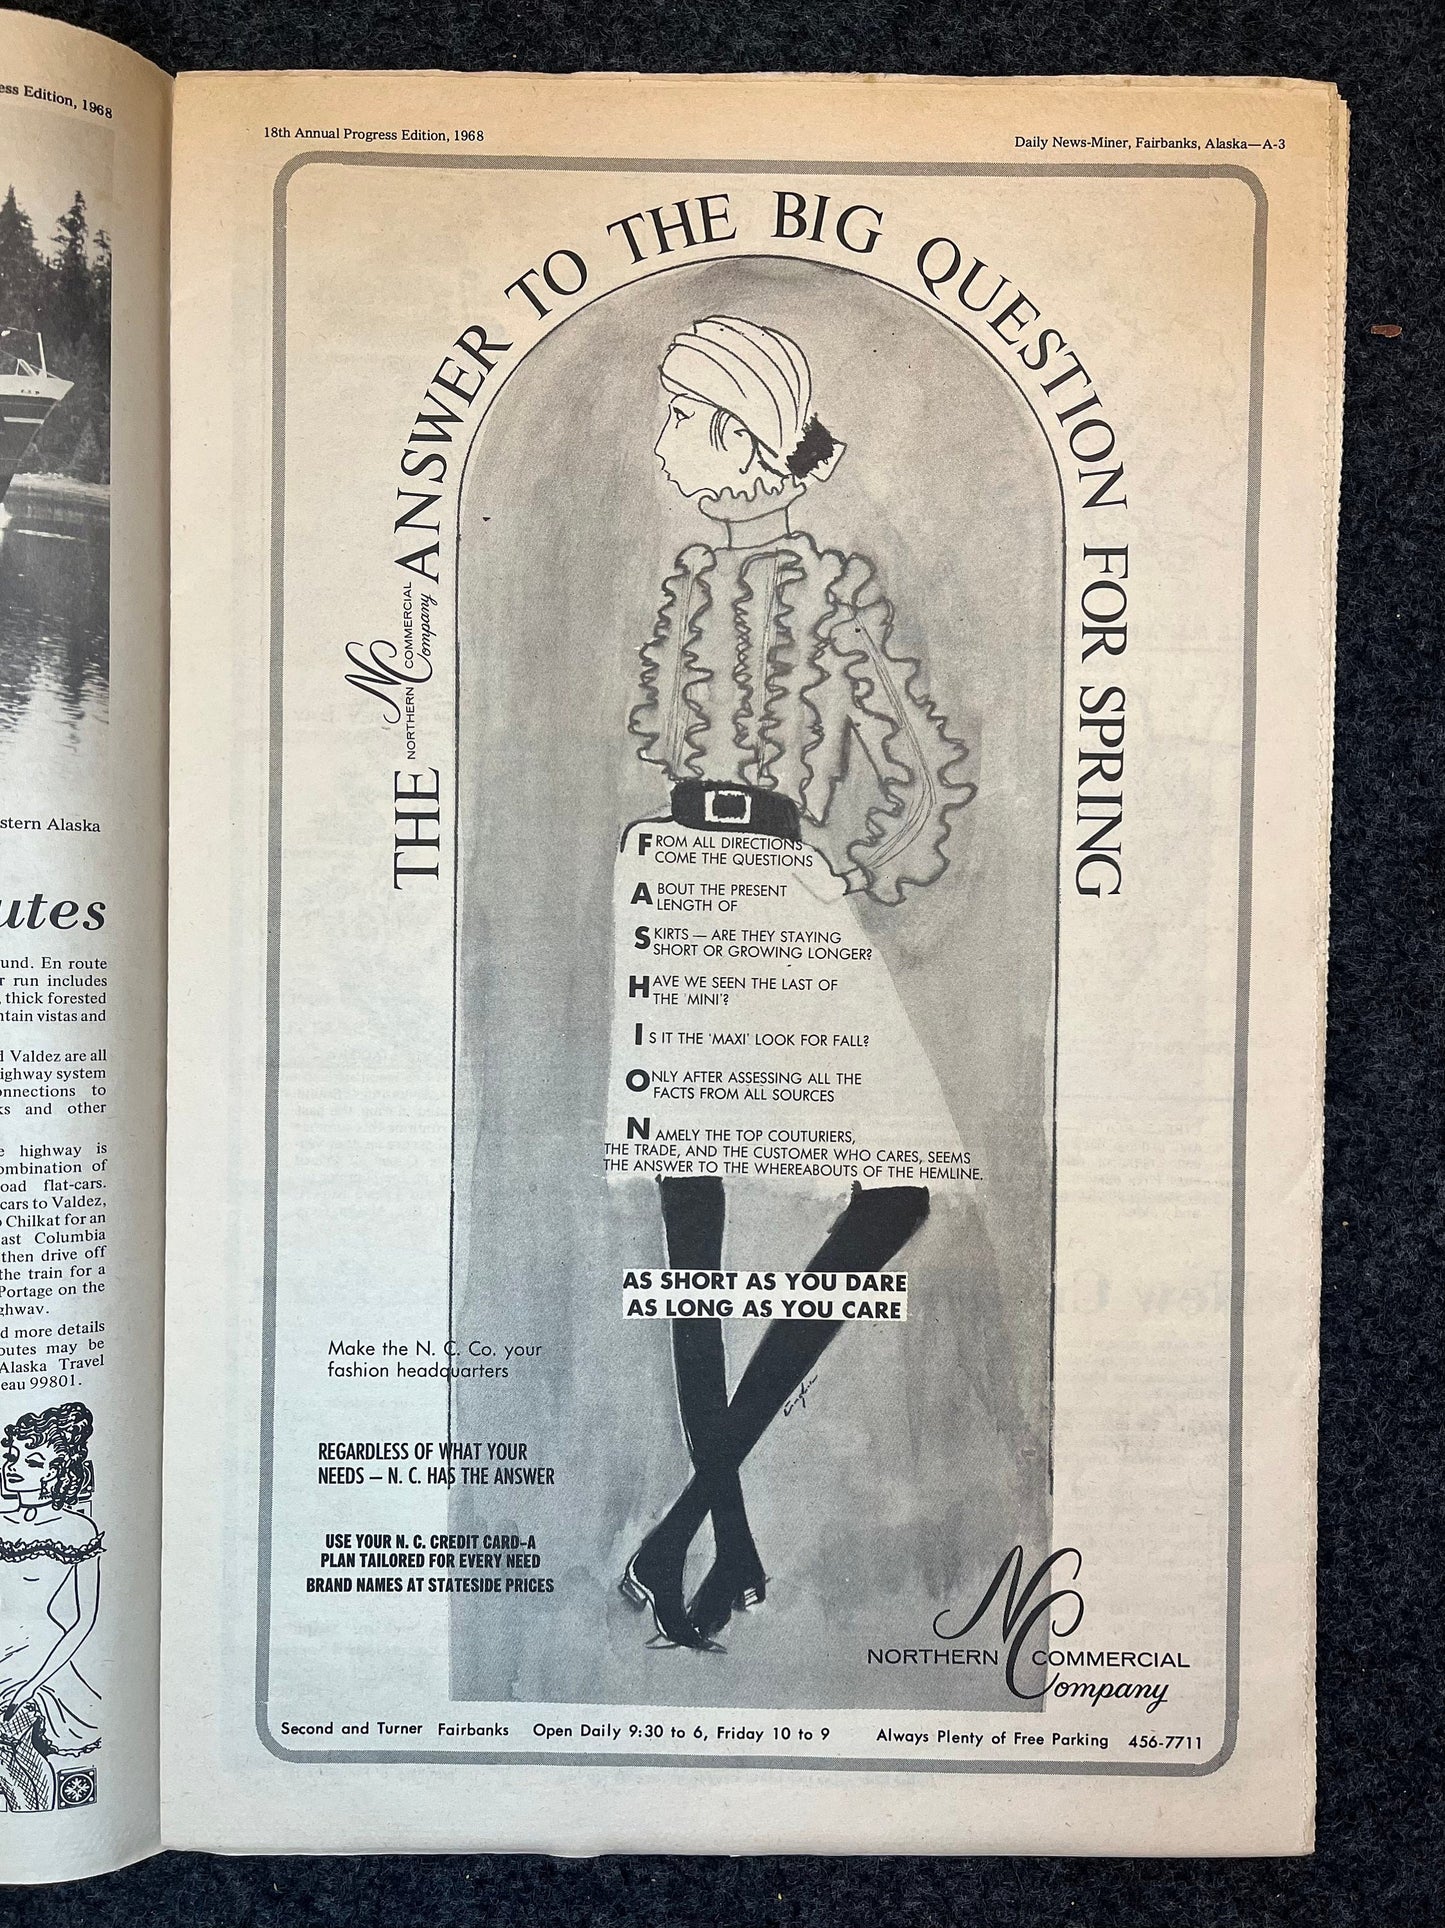 ess Edition, 1968
stern Alaska
utes
und. En route
r run includes
, thick forested
ntain vistas and
d Valdez are all
ighway system
onnections to
ks and other
e highway is
ombination of
oad flat-cars.
cars to Valdez,
o Chilkat for an
ast Columbia
then drive off
the train for a
Portage on the
ghway.
d more details
outes may be
Alaska Travel
eau 99801.
18th Annual Progress Edition, 1968
Daily News-Miner, Fairbanks, Alaska—A-3
THE NC NORTHERN COMMERCIAL Company ANSWER TO THE BIG QUESTION FOR SPRING
FROM ALL DIRECTIONS
COME THE QUESTIONS
ABOUT THE PRESENT
LENGTH OF
SKIRTS — ARE THEY STAYING
SHORT OR GROWING LONGER?
HAVE WE SEEN THE LAST OF
THE 'MINI'?
IS IT THE 'MAXI' LOOK FOR FALL?
ONLY AFTER ASSESSING ALL THE
FACTS FROM ALL SOURCES
NAMELY THE TOP COUTURIERS,
THE TRADE, AND THE CUSTOMER WHO CARES, SEEMS
THE ANSWER TO THE WHEREABOUTS OF THE HEMLINE.
AS SHORT AS YOU DARE
AS LONG AS YOU CARE
Make the N. C. Co. your
fashion headquarters
REGARDLESS OF WHAT YOUR
NEEDS — N. C. HAS THE ANSWER
USE YOUR N. C. CREDIT CARD-A
PLAN TAILORED FOR EVERY NEED
BRAND NAMES AT STATESIDE PRICES
NC
NORTHERN COMMERCIAL
Company
Second and Turner Fairbanks Open Daily 9:30 to 6, Friday 10 to 9 Always Plenty of Free Parking 456-7711